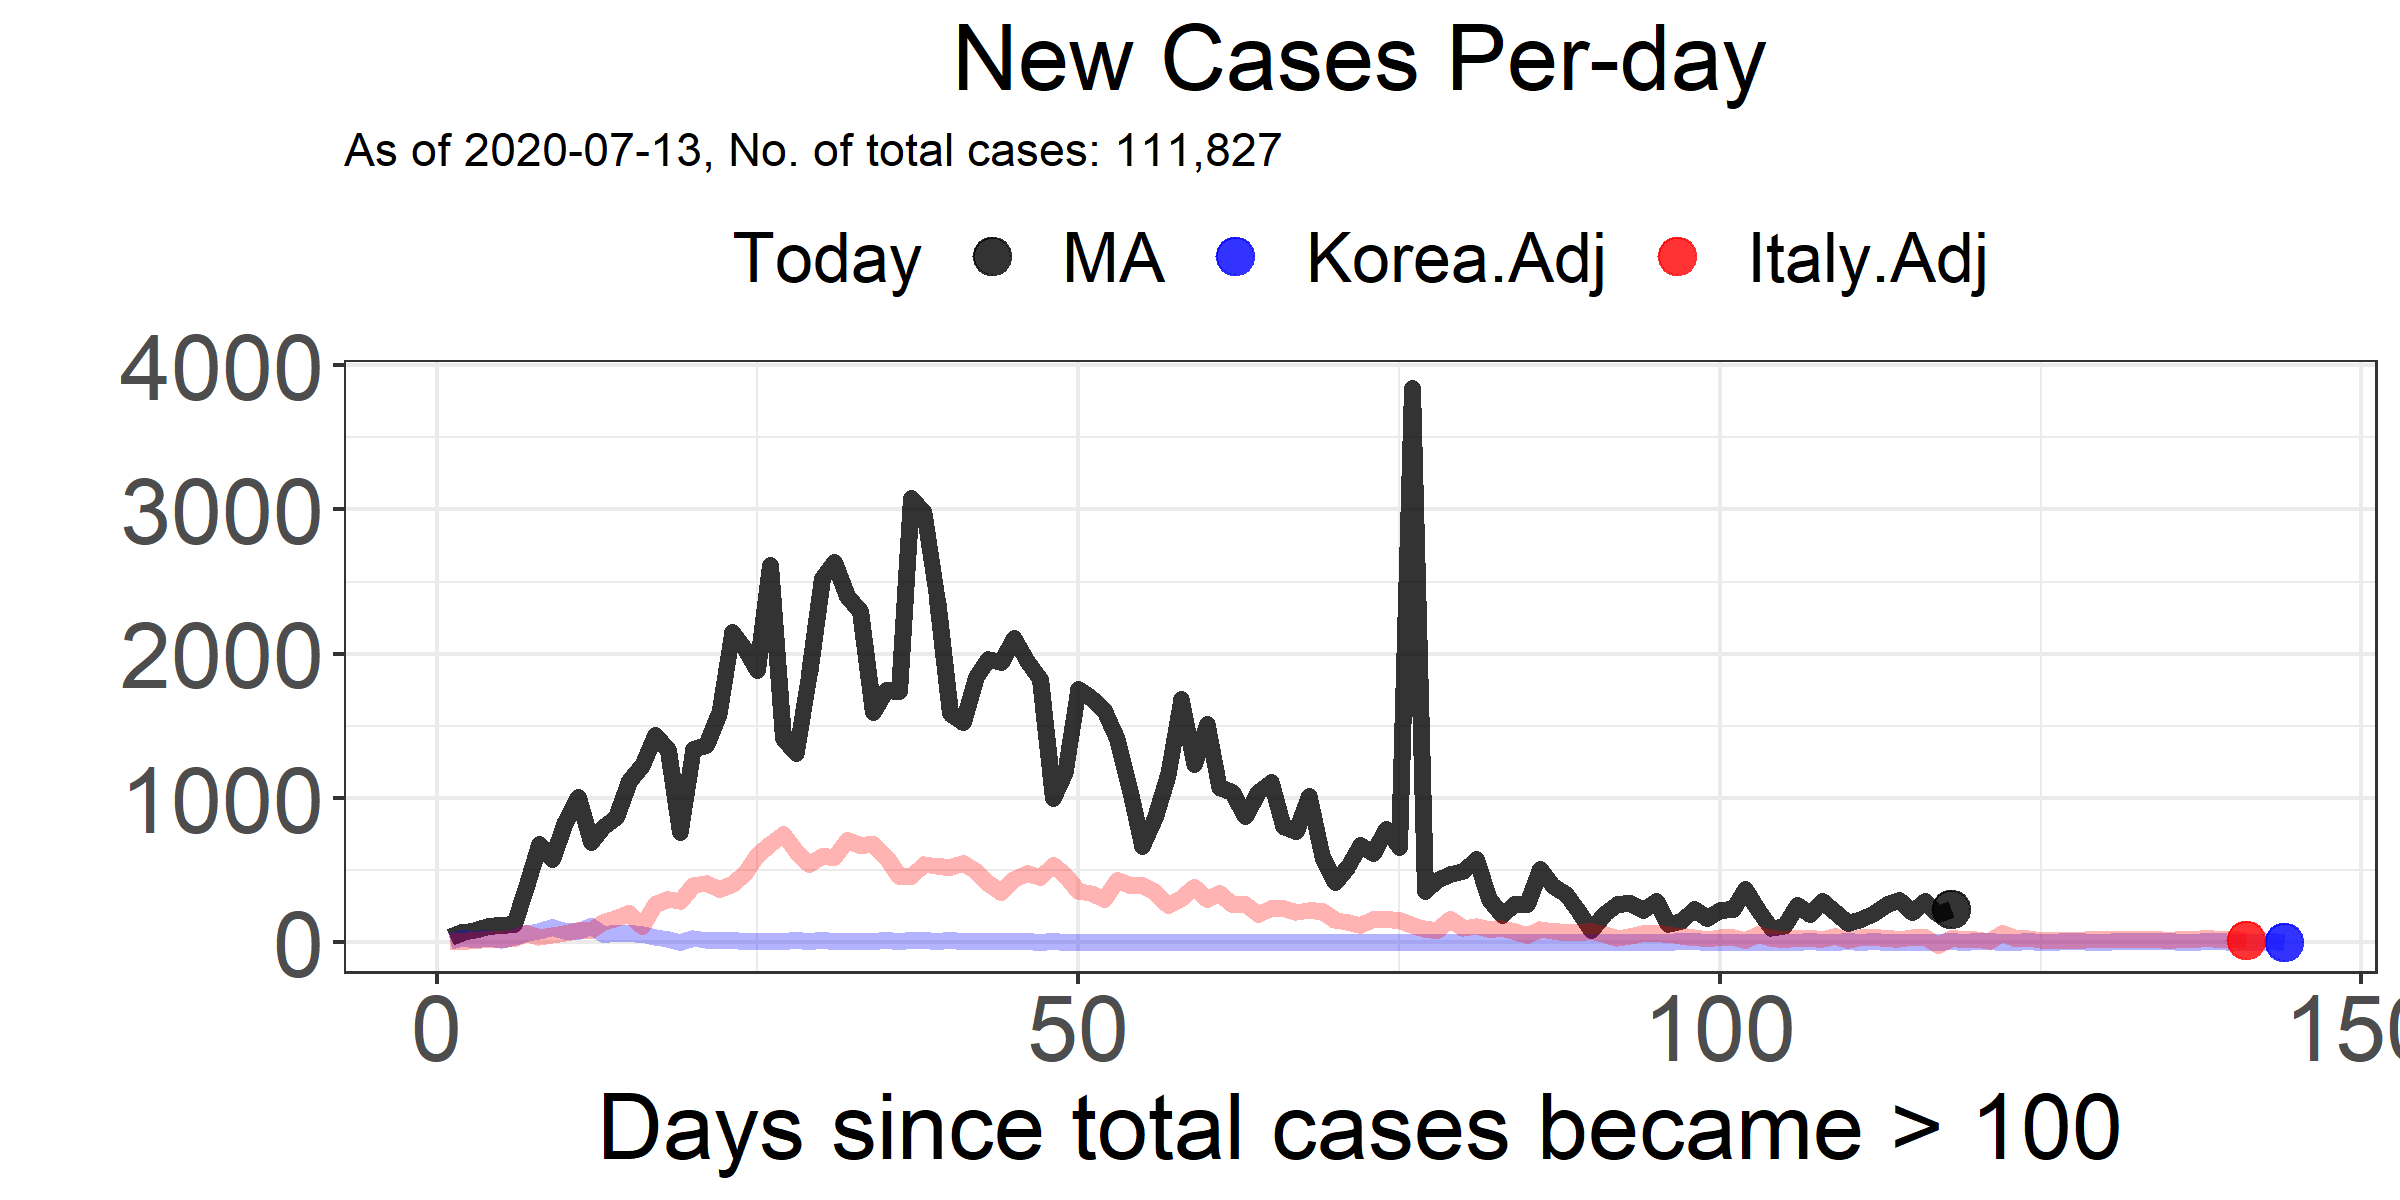 New Cases Per-day
As of 2020-07-13, No. of total cases: 111,827
Today MA Korea.Adj Italy.Adj
4000
3000
2000
1000
0
0 50 100 150
Days since total cases became > 100